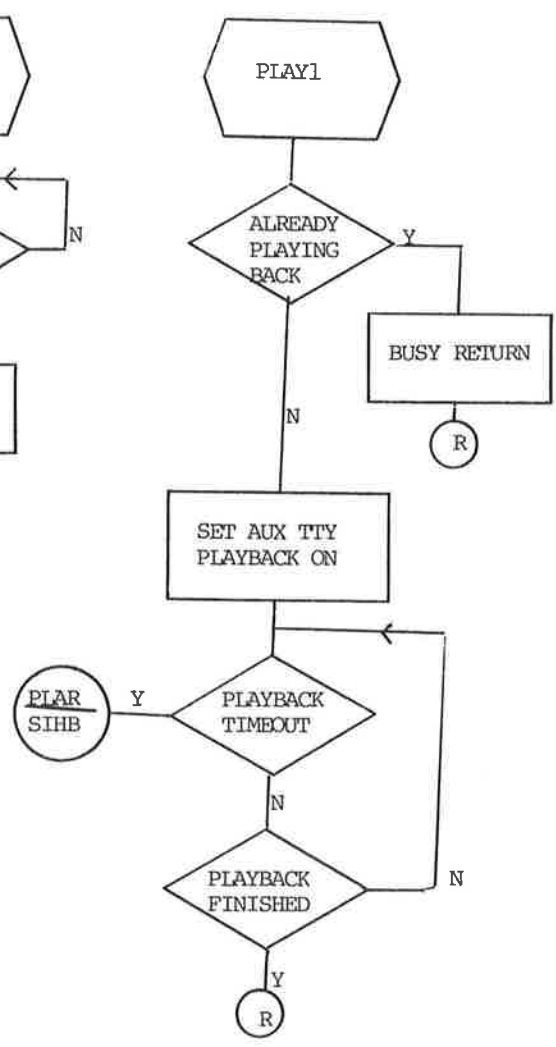 PLAY1
N
ALREADY
PLAYING
BACK
Y
BUSY RETURN
R
N
SET AUX TTY
PLAYBACK ON
PLAR
SIHB
Y
PLAYBACK
TIMEOUT
N
PLAYBACK
FINISHED
N
Y
R